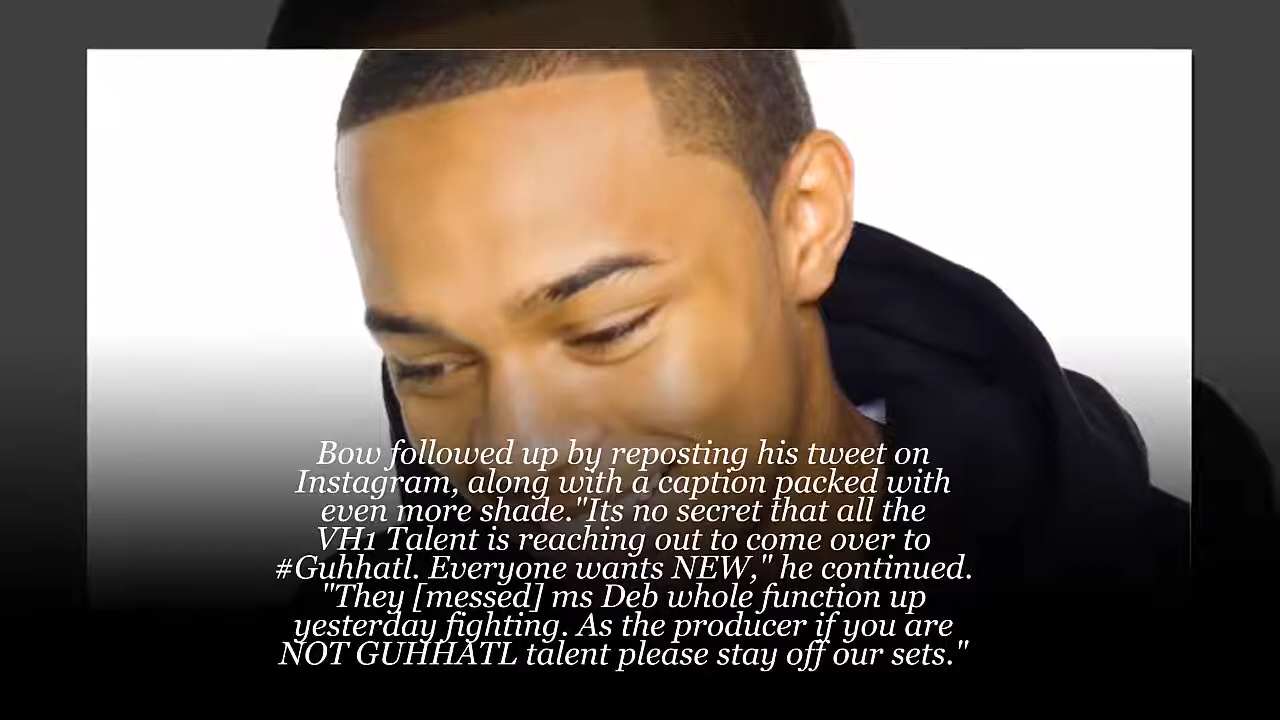 Bow followed up by reposting his tweet on
Instagram, along with a caption packed with
even more shade."Its no secret that all the
VH1 Talent is reaching out to come over to
#Guhhatl. Everyone wants NEW," he continued.
"They [messed] ms Deb whole function up
yesterday fighting. As the producer if you are
NOT GUHHATL talent please stay off our sets."